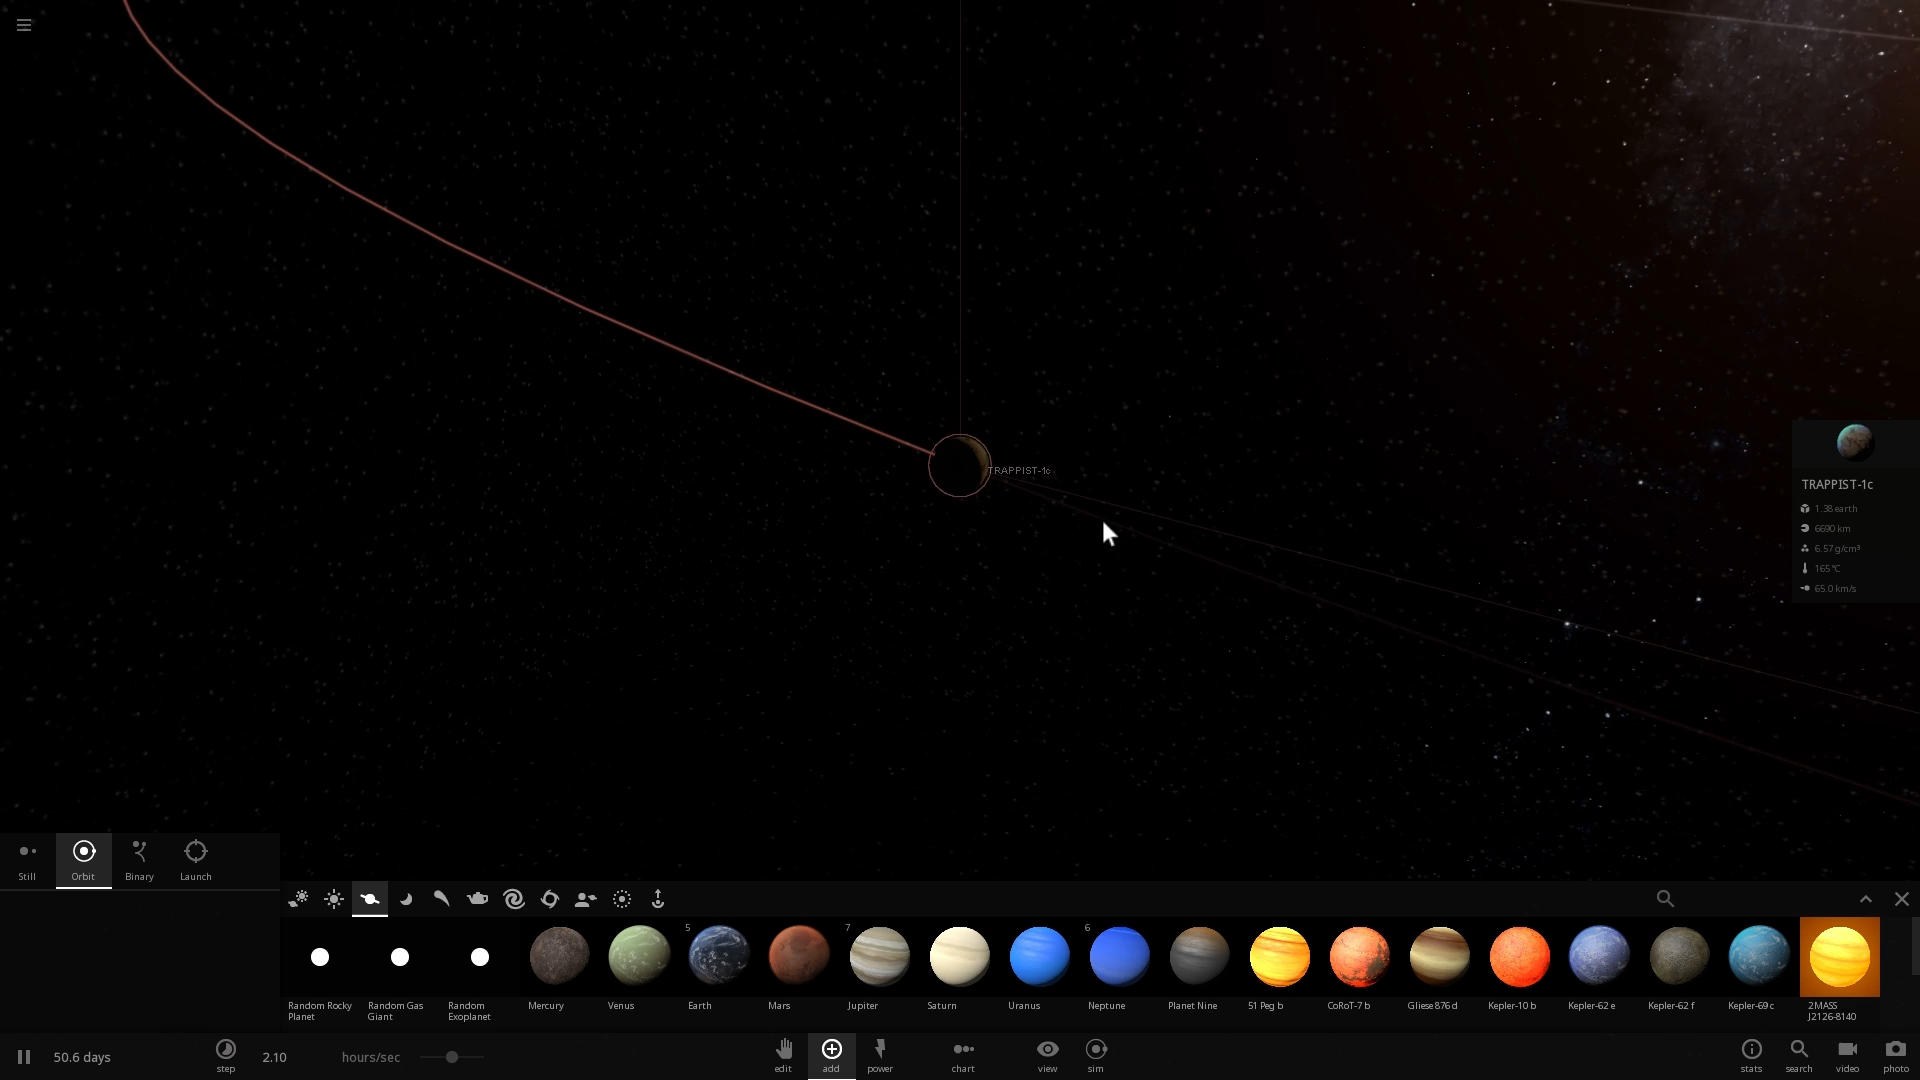 TRAPPIST-1c
TRAPPIST-1c
1.38 earth
6690 km
6.57 g/cm³
165 °C
65.0 km/s
Still
Orbit
Binary
Launch
5
7
6
Random Rocky Planet
Random Gas Giant
Random Exoplanet
Mercury
Venus
Earth
Mars
Jupiter
Saturn
Uranus
Neptune
Planet Nine
51 Peg b
CoRoT-7 b
Gliese 876 d
Kepler-10 b
Kepler-62 e
Kepler-62 f
Kepler-69 c
2MASS J2126-8140
50.6 days
step
2.10
hours/sec
edit
add
power
chart
view
sim
stats
search
video
photo